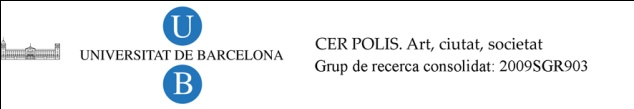 U
UNIVERSITAT DE BARCELONA
B
CER POLIS. Art, ciutat, societat
Grup de recerca consolidat: 2009SGR903